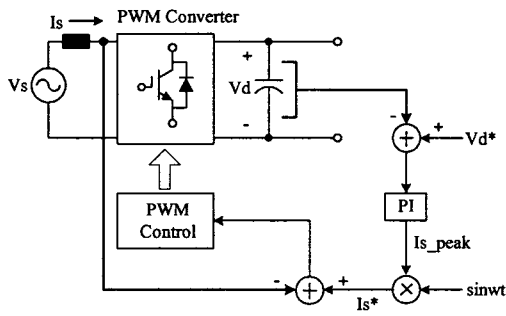 Is
PWM Converter
Vs
+
Vd
-
-
+
Vd*
PI
PWM
Control
Is_peak
-
+
Is*
sinwt